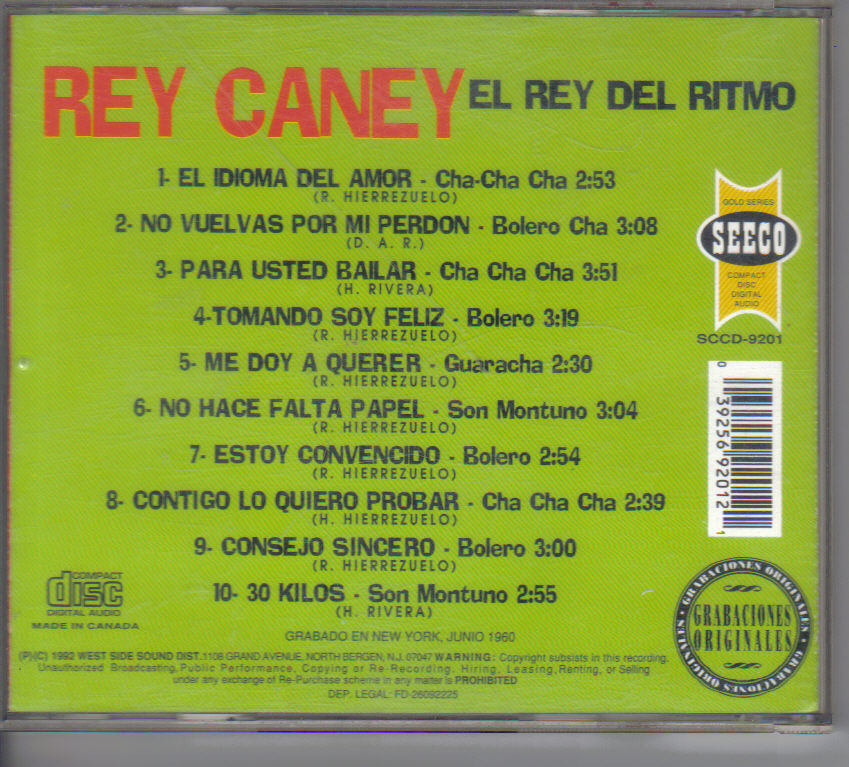 REY CANEY EL REY DEL RITMO
1- EL IDIOMA DEL AMOR - Cha-Cha Cha 2:53
(R. HIERREZUELO)
2- NO VUELVAS POR MI PERDON - Bolero Cha 3:08
(D. A. R.)
3- PARA USTED BAILAR - Cha Cha Cha 3:51
(H. RIVERA)
4-TOMANDO SOY FELIZ - Bolero 3:19
(R. HIERREZUELO)
5- ME DOY A QUERER - Guaracha 2:30
(R. HIERREZUELO)
6- NO HACE FALTA PAPEL - Son Montuno 3:04
(R. HIERREZUELO)
7- ESTOY CONVENCIDO - Bolero 2:54
(R. HIERREZUELO)
8- CONTIGO LO QUIERO PROBAR - Cha Cha Cha 2:39
(H. HIERREZUELO)
9- CONSEJO SINCERO - Bolero 3:00
(R. HIERREZUELO)
10- 30 KILOS - Son Montuno 2:55
(H. RIVERA)
GRABADO EN NEW YORK, JUNIO 1960
(P)(C) 1992 WEST SIDE SOUND DIST. 1108 GRAND AVENUE, NORTH BERGEN, N.J. 07047 WARNING: Copyright subsists in this recording.
Unauthorized Broadcasting, Public Performance, Copying or Re-Recording, Hiring, Leasing, Renting, or Selling
under any exchange of Re-Purchase scheme in any matter is PROHIBITED
DEP. LEGAL: FD-26092225
GOLD SERIES
SEECO
COMPACT
DISC
DIGITAL
AUDIO
SCCD-9201
0 39256 92012 1
COMPACT
disc
DIGITAL AUDIO
MADE IN CANADA
GRABACIONES ORIGINALES
GRABACIONES
ORIGINALES
GRABACIONES ORIGINALES